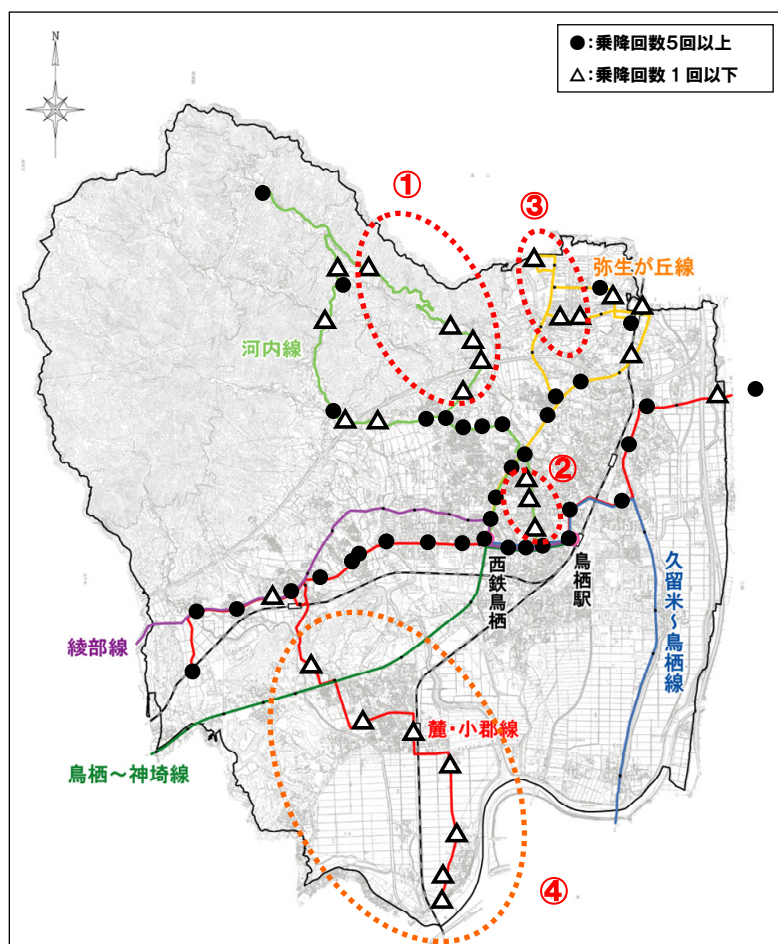 ●:乗降回数5回以上
△:乗降回数1回以下
N
①
③
弥生が丘線
河内線
②
西鉄鳥栖
鳥栖駅
久留米～鳥栖線
綾部線
麓・小郡線
鳥栖～神埼線
④